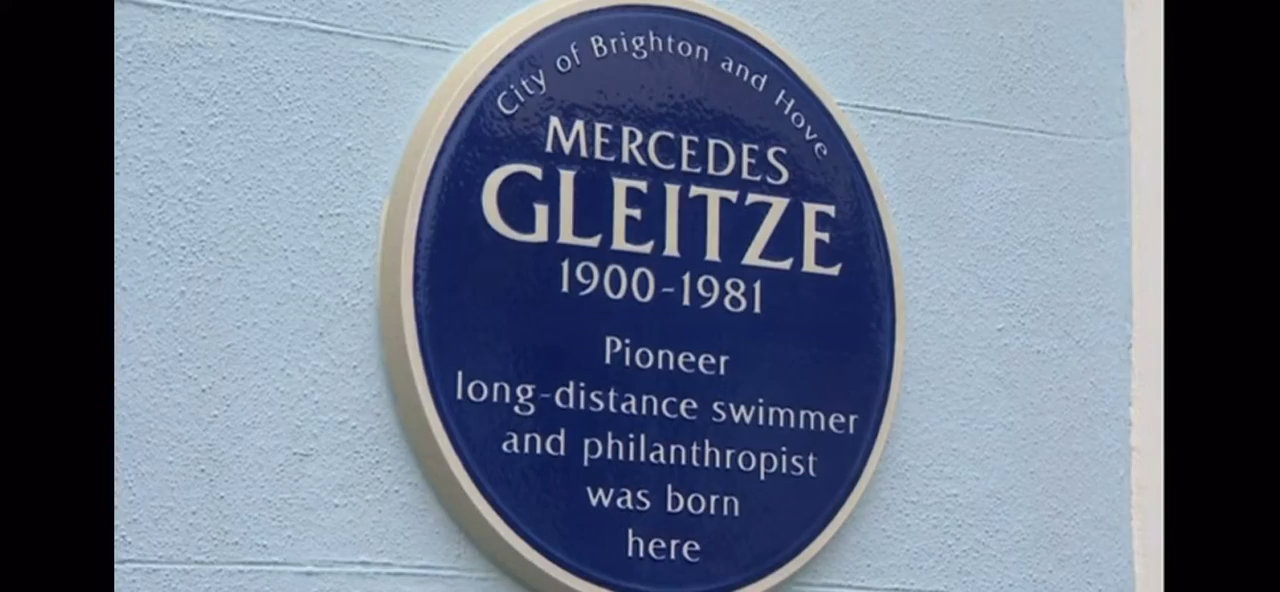 City of Brighton and Hove
MERCEDES
GLEITZE
1900-1981
Pioneer
long-distance swimmer
and philanthropist
was born
here